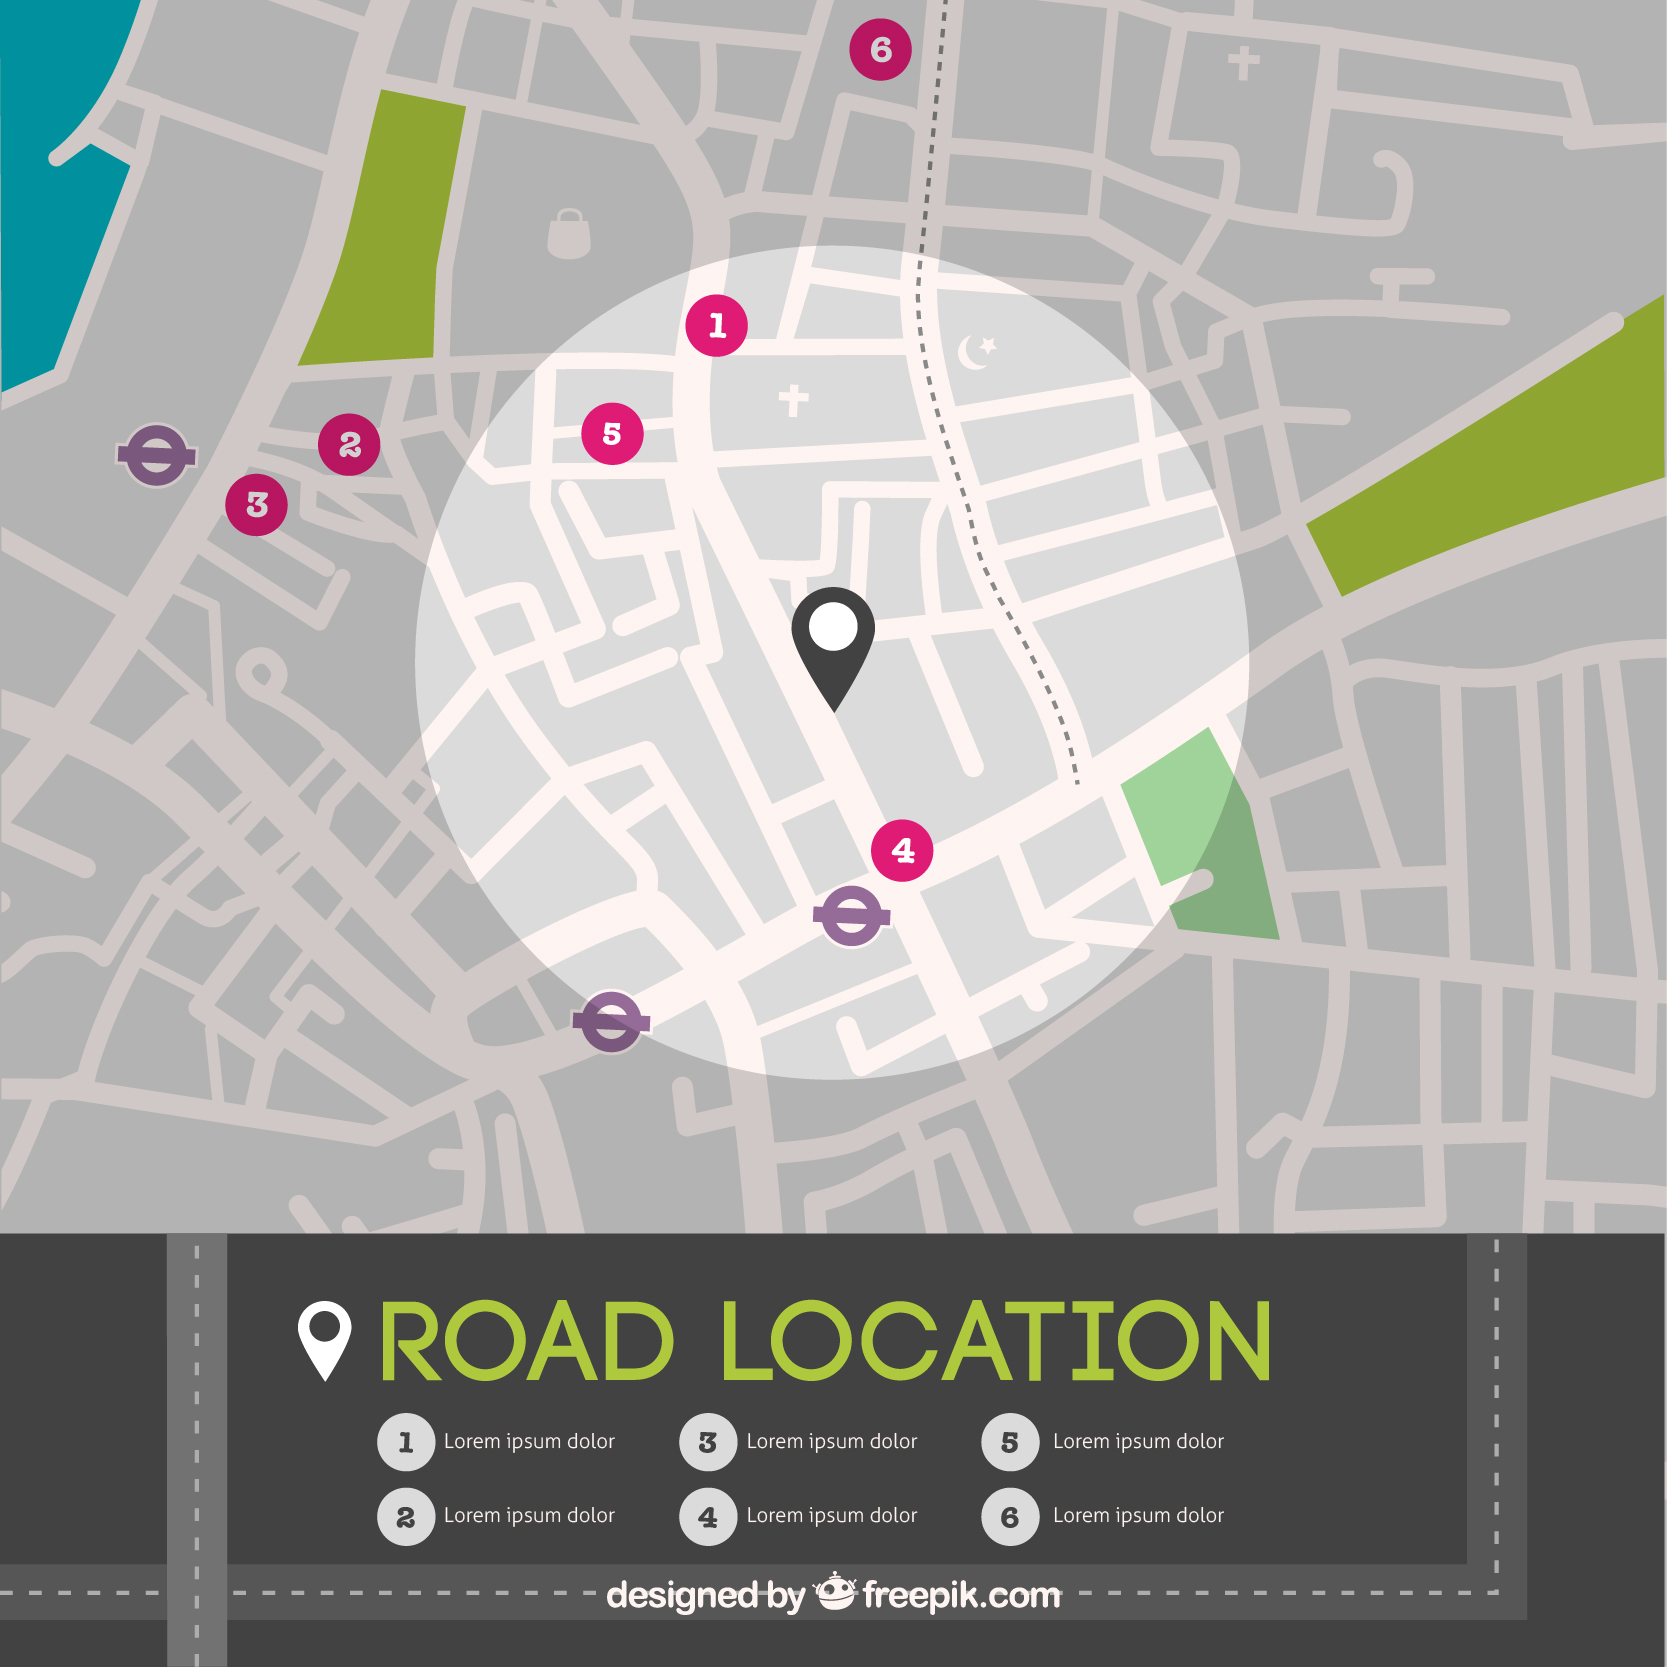 6
1
5
2
3
4
ROAD LOCATION
1 Lorem ipsum dolor
3 Lorem ipsum dolor
5 Lorem ipsum dolor
2 Lorem ipsum dolor
4 Lorem ipsum dolor
6 Lorem ipsum dolor
designed by freepik.com